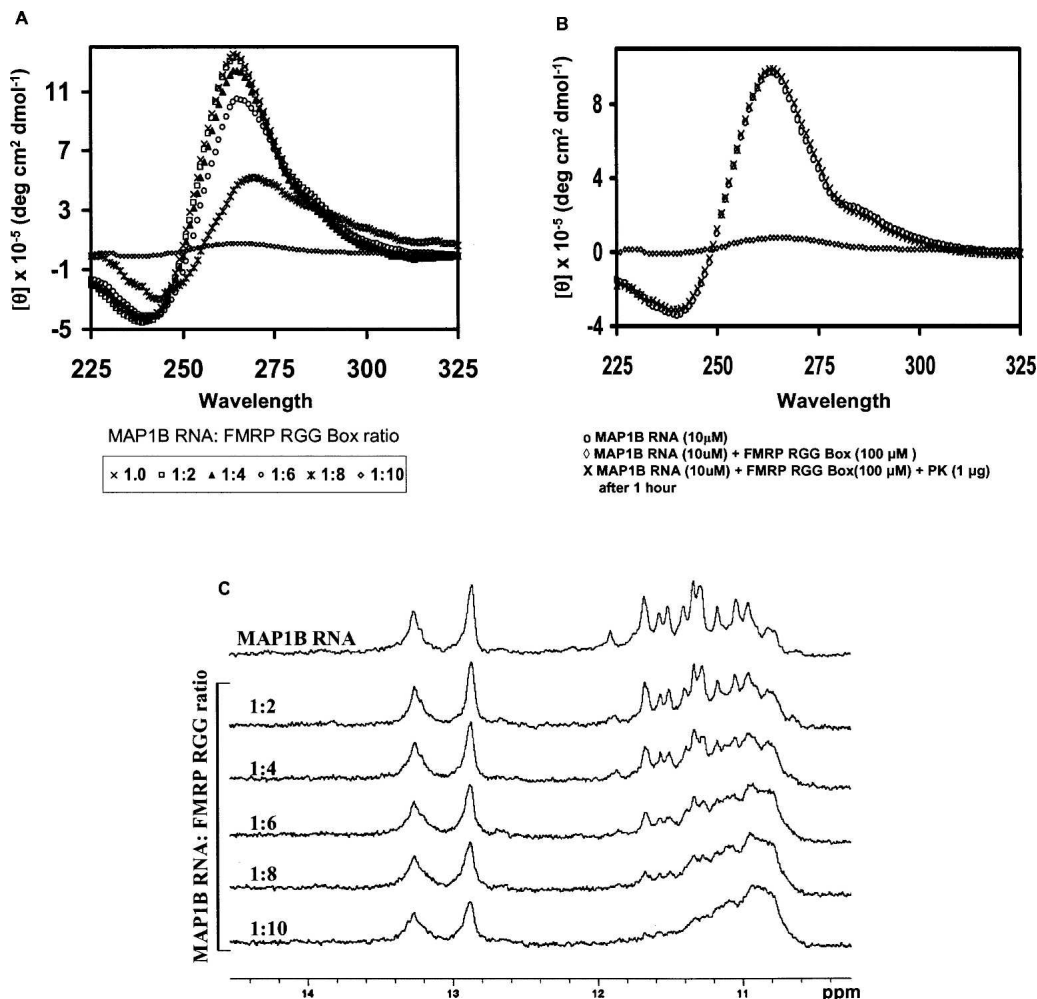 A
[θ] x 10⁻⁵ (deg cm² dmol⁻¹)
11
7
3
-1
-5
225 250 275 300 325
Wavelength
MAP1B RNA: FMRP RGG Box ratio
× 1.0 □ 1:2 ▲ 1:4 ○ 1:6 ж 1:8 ◇ 1:10
B
[θ] x 10⁻⁵ (deg cm² dmol⁻¹)
8
4
0
-4
225 250 275 300 325
Wavelength
o MAP1B RNA (10μM)
◇ MAP1B RNA (10uM) + FMRP RGG Box (100 μM )
X MAP1B RNA (10uM) + FMRP RGG Box(100 μM) + PK (1 μg)
after 1 hour
C
MAP1B RNA
MAP1B RNA: FMRP RGG ratio
1:2
1:4
1:6
1:8
1:10
14 13 12 11 ppm